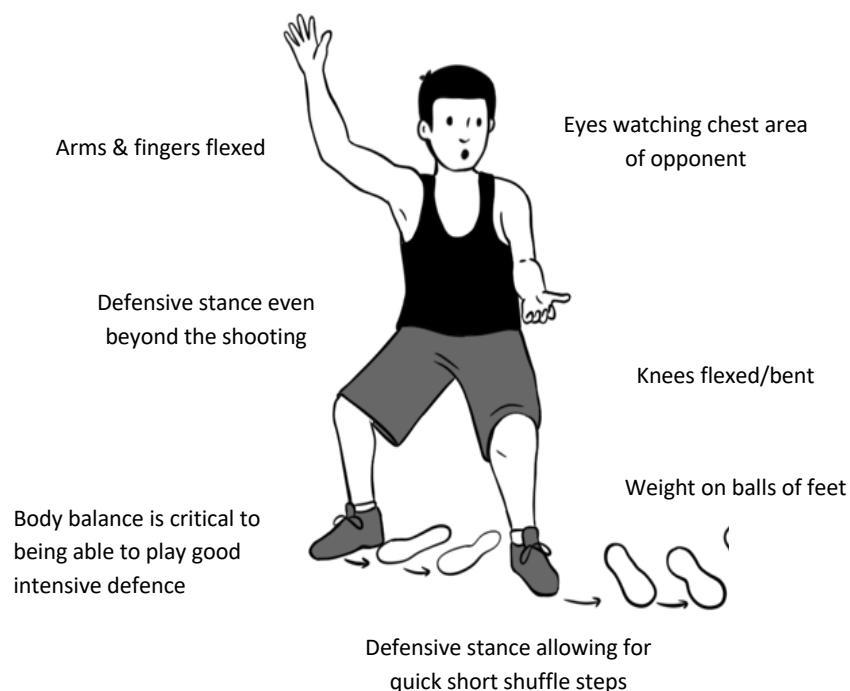 Arms & fingers flexed
Eyes watching chest area
of opponent
Defensive stance even
beyond the shooting
Knees flexed/bent
Weight on balls of feet
Body balance is critical to
being able to play good
intensive defence
Defensive stance allowing for
quick short shuffle steps